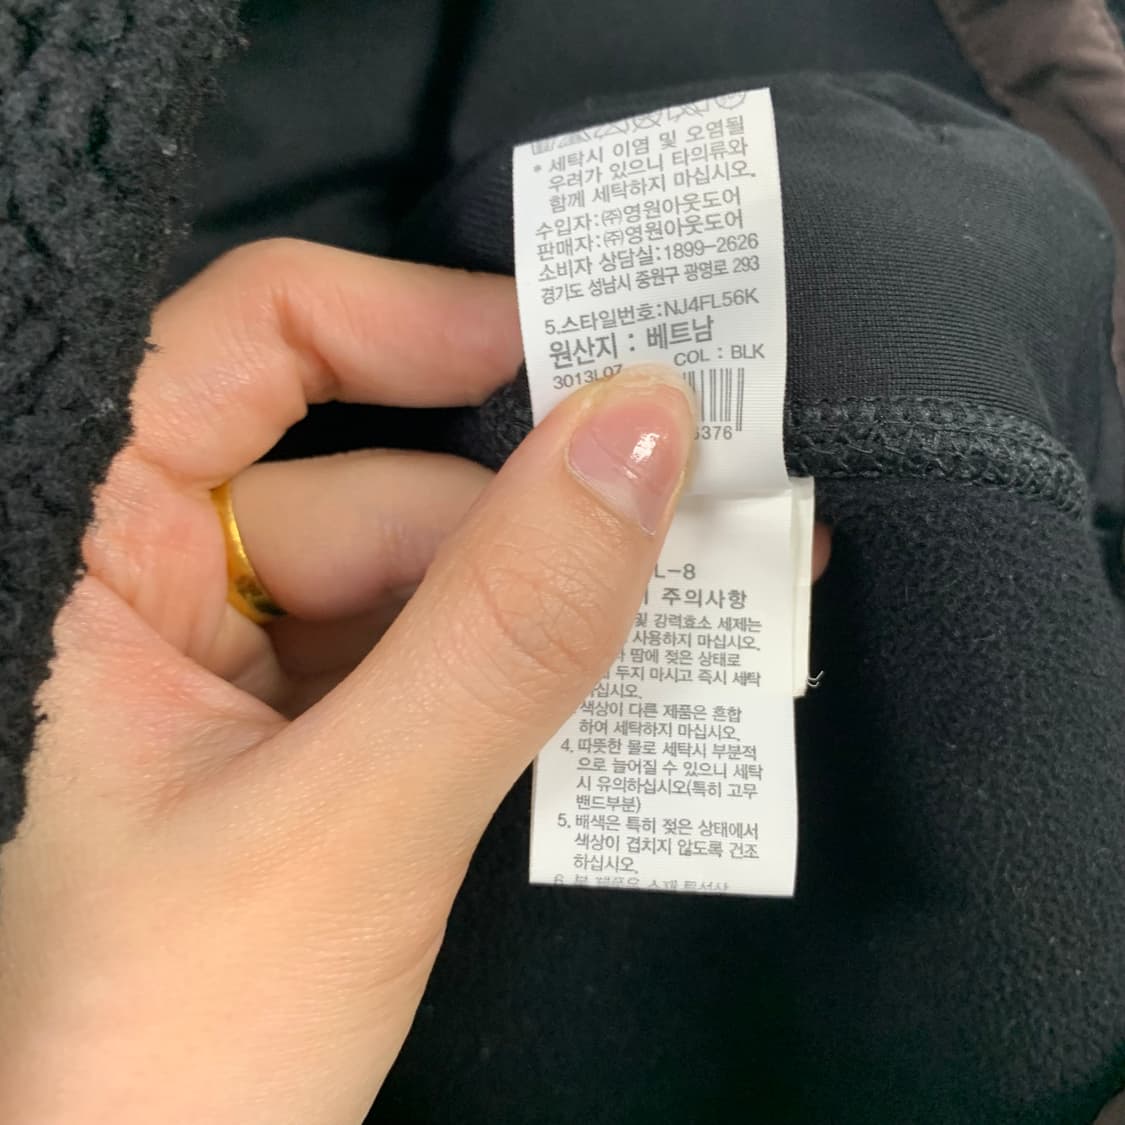 * 세탁시 이염 및 오염될
우려가 있으니 타의류와
함께 세탁하지 마십시오.
수입자:㈜영원아웃도어
판매자:㈜영원아웃도어
소비자 상담실:1899-2626
경기도 성남시 중원구 광명로 293
5.스타일번호:NJ4FL56K
원산지 : 베트남
3013L07 COL : BLK
6376
L-8
주의사항
및 강력효소 세제는
사용하지 마십시오.
땀에 젖은 상태로
두지 마시고 즉시 세탁
하십시오.
색상이 다른 제품은 혼합
하여 세탁하지 마십시오.
4. 따뜻한 물로 세탁시 부분적
으로 늘어질 수 있으니 세탁
시 유의하십시오(특히 고무
밴드부분)
5. 배색은 특히 젖은 상태에서
색상이 겹치지 않도록 건조
하십시오.
6. 본 제품은 소재 특성상